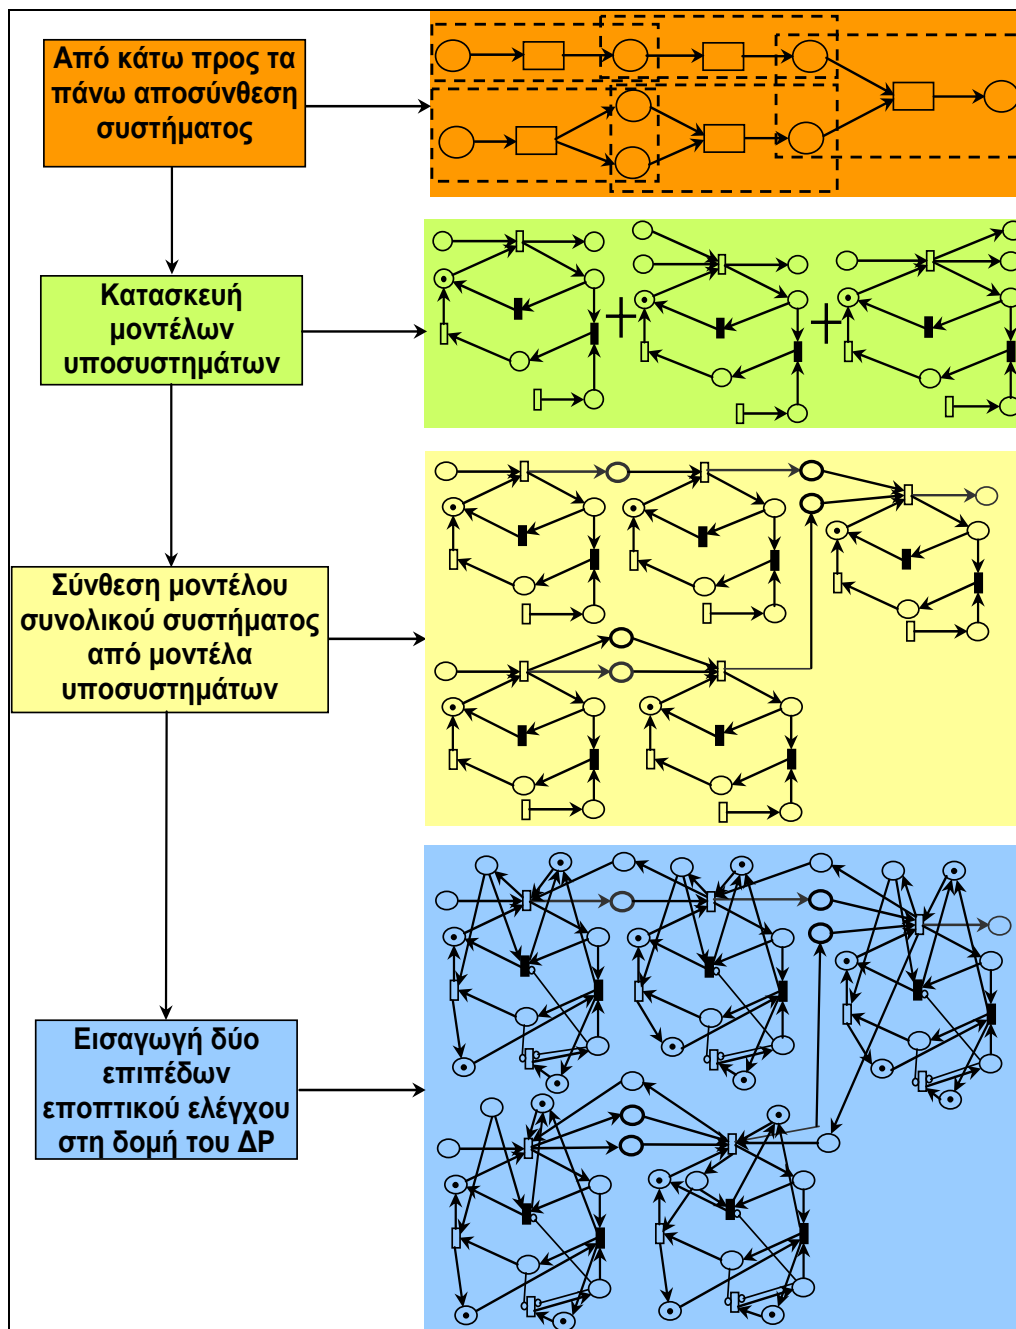 Από κάτω προς τα
πάνω αποσύνθεση
συστήματος
Κατασκευή
μοντέλων
υποσυστημάτων
Σύνθεση μοντέλου
συνολικού συστήματος
από μοντέλα
υποσυστημάτων
Εισαγωγή δύο
επιπέδων
εποπτικού ελέγχου
στη δομή του ΔΡ